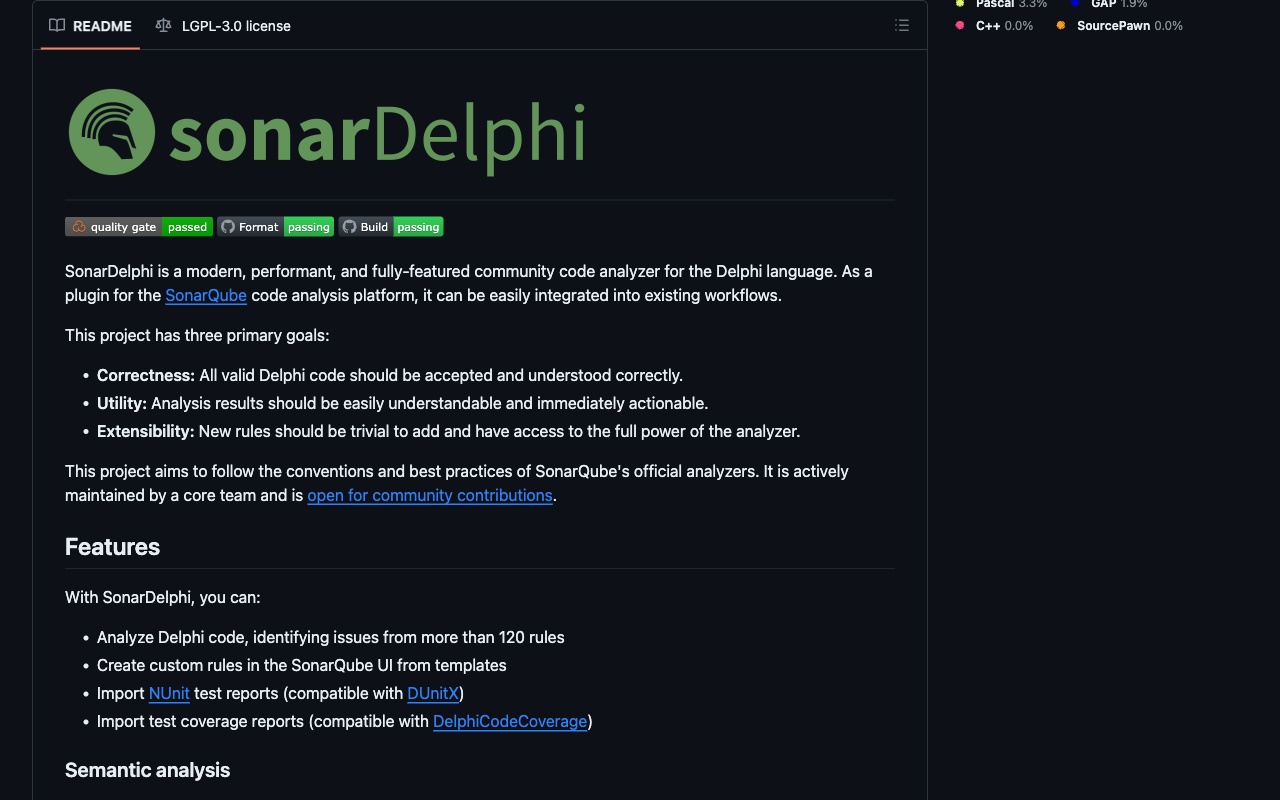 README
LGPL-3.0 license
Pascal 3.3% GAP 1.9%
C++ 0.0% SourcePawn 0.0%
sonarDelphi
quality gate passed Format passing Build passing
SonarDelphi is a modern, performant, and fully-featured community code analyzer for the Delphi language. As a
plugin for the SonarQube code analysis platform, it can be easily integrated into existing workflows.
This project has three primary goals:
• Correctness: All valid Delphi code should be accepted and understood correctly.
• Utility: Analysis results should be easily understandable and immediately actionable.
• Extensibility: New rules should be trivial to add and have access to the full power of the analyzer.
This project aims to follow the conventions and best practices of SonarQube's official analyzers. It is actively
maintained by a core team and is open for community contributions.
Features
With SonarDelphi, you can:
• Analyze Delphi code, identifying issues from more than 120 rules
• Create custom rules in the SonarQube UI from templates
• Import NUnit test reports (compatible with DUnitX)
• Import test coverage reports (compatible with DelphiCodeCoverage)
Semantic analysis